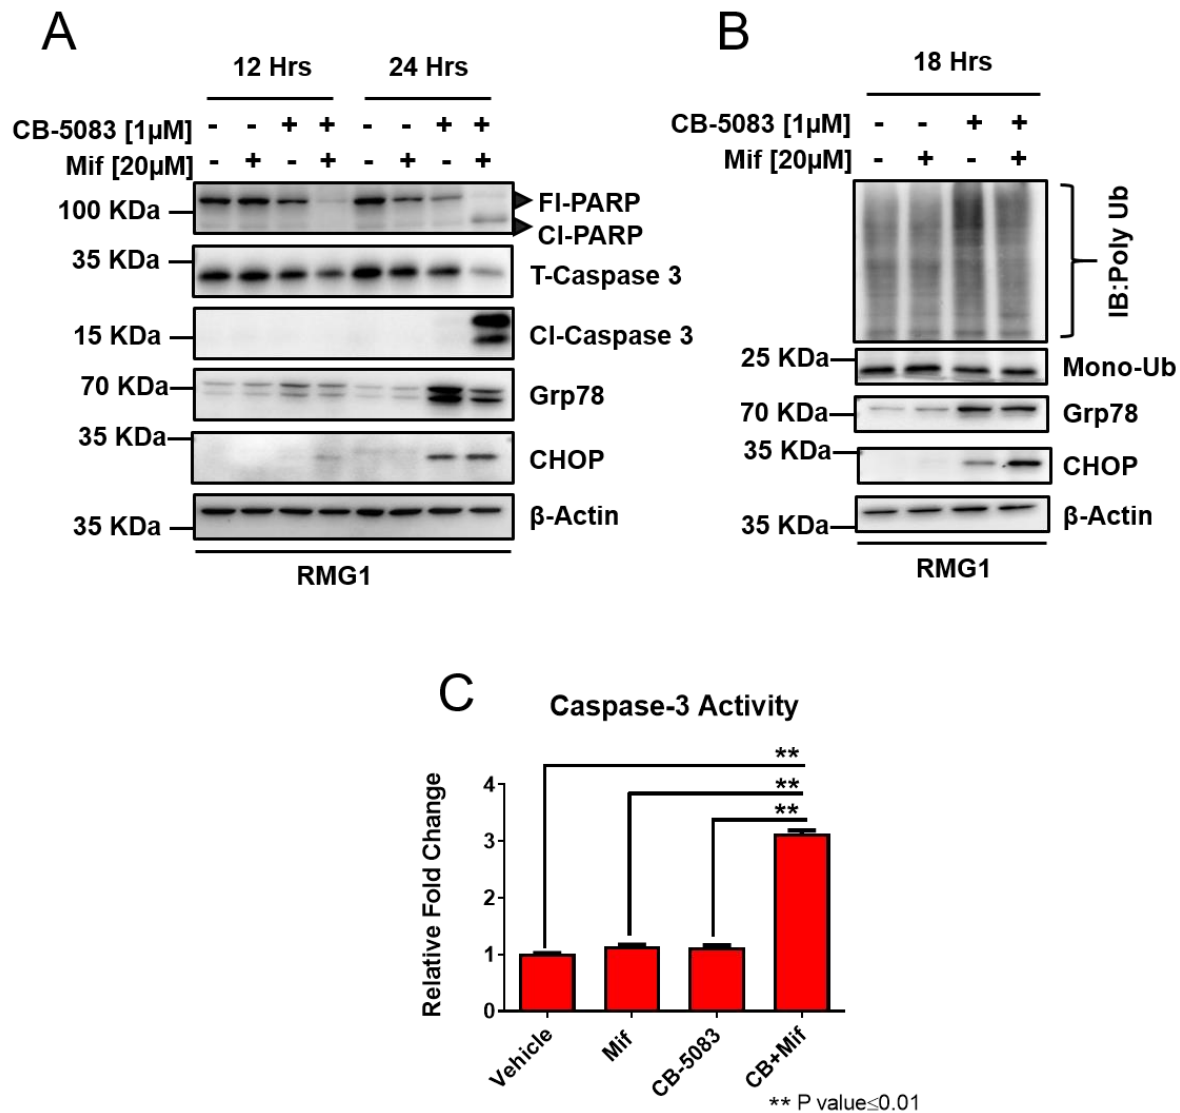 A
12 Hrs 24 Hrs
CB-5083 [1µM] - - + + - - + +
Mif [20µM] - + - + - + - +
100 KDa
Fl-PARP
Cl-PARP
35 KDa
T-Caspase 3
15 KDa
Cl-Caspase 3
70 KDa
Grp78
35 KDa
CHOP
35 KDa
β-Actin
RMG1
B
18 Hrs
CB-5083 [1µM] - - + +
Mif [20µM] - + - +
IB:Poly Ub
25 KDa
Mono-Ub
70 KDa
Grp78
35 KDa
CHOP
35 KDa
β-Actin
RMG1
C
Caspase-3 Activity
Relative Fold Change
4
3
2
1
0
**
**
**
Vehicle
Mif
CB-5083
CB+Mif
** P value≤0.01